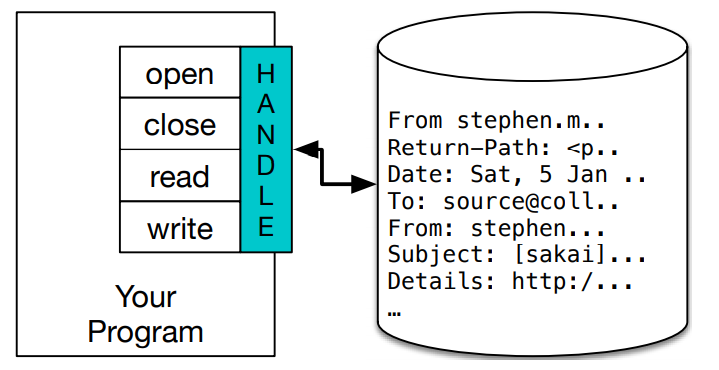 open
close
read
write
HANDLE
Your
Program
From stephen.m..
Return-Path: <p..
Date: Sat, 5 Jan ..
To: source@coll..
From: stephen...
Subject: [sakai]...
Details: http:/...
…